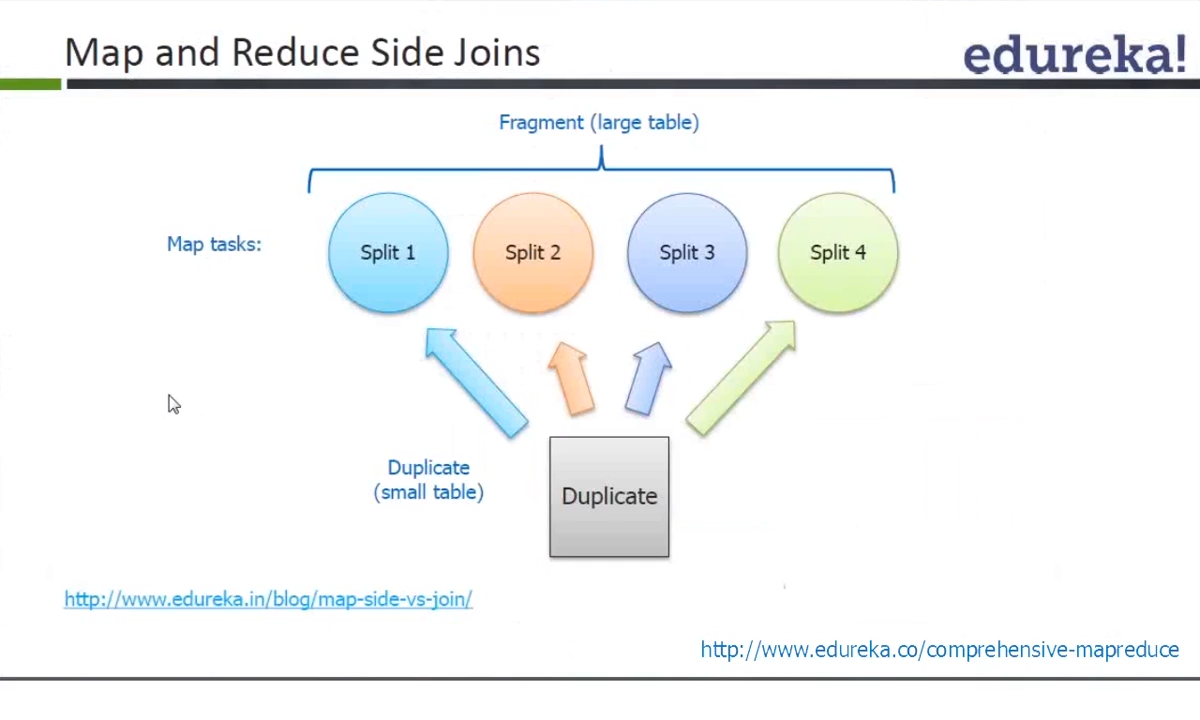 Map and Reduce Side Joins
edureka!
Fragment (large table)
Map tasks:
Split 1
Split 2
Split 3
Split 4
Duplicate
(small table)
Duplicate
http://www.edureka.in/blog/map-side-vs-join/
http://www.edureka.co/comprehensive-mapreduce